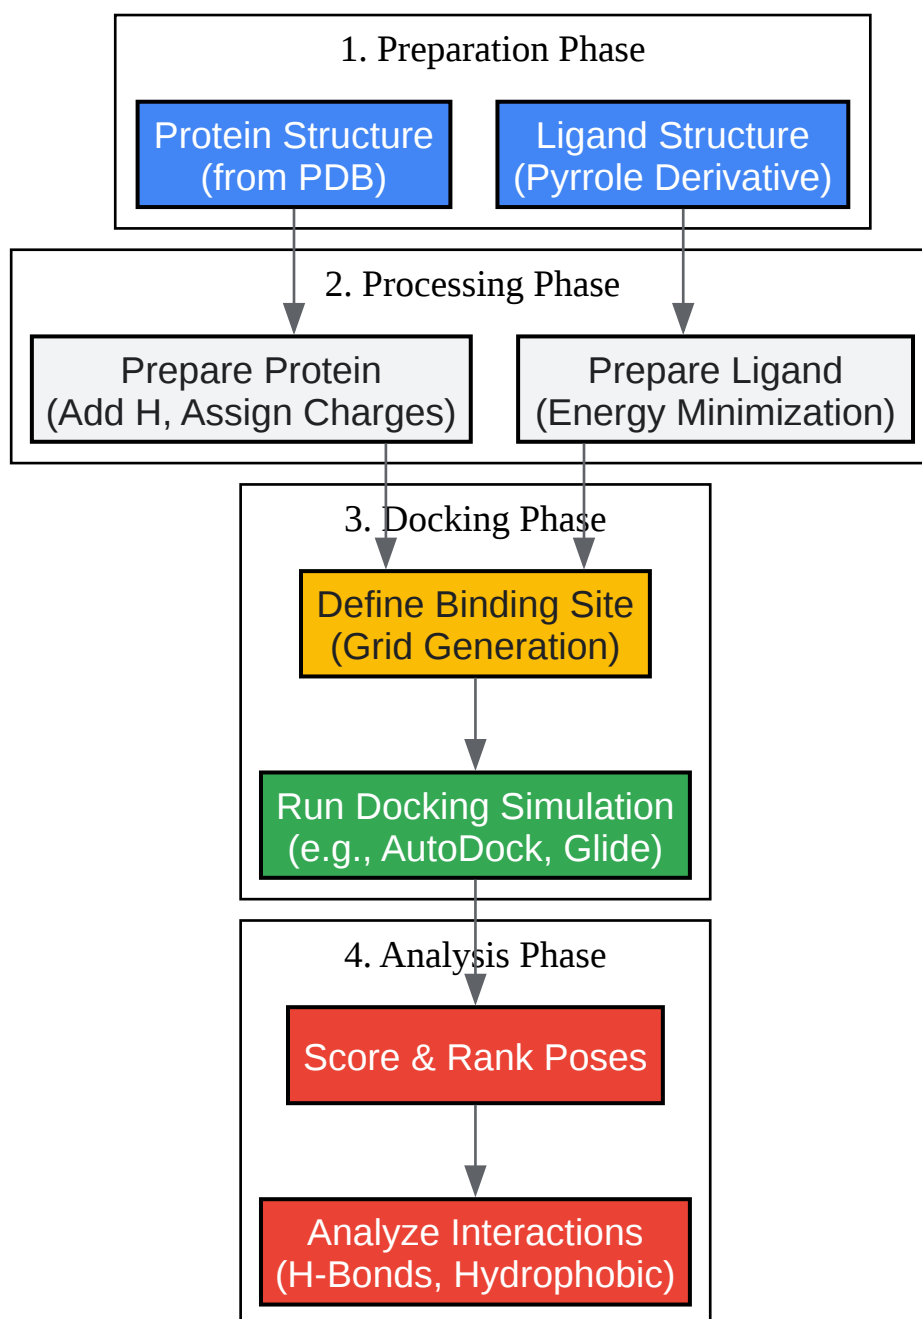 1. Preparation Phase
Protein Structure
(from PDB)
Ligand Structure
(Pyrrole Derivative)
2. Processing Phase
Prepare Protein
(Add H, Assign Charges)
Prepare Ligand
(Energy Minimization)
3. Docking Phase
Define Binding Site
(Grid Generation)
Run Docking Simulation
(e.g., AutoDock, Glide)
4. Analysis Phase
Score & Rank Poses
Analyze Interactions
(H-Bonds, Hydrophobic)